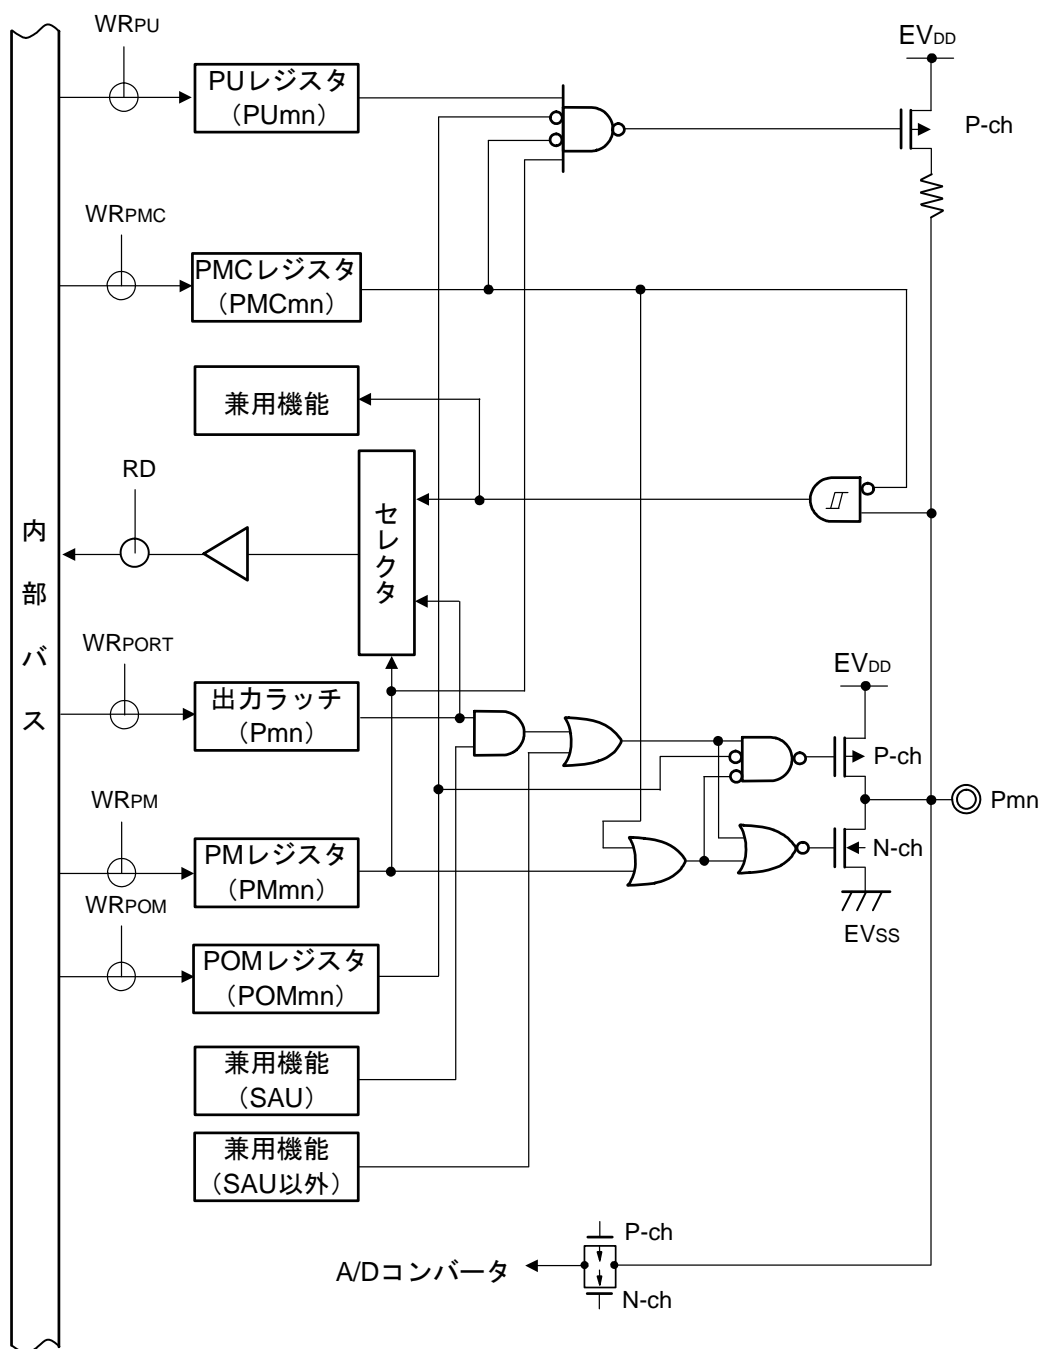 WRPU
EVDD
PUレジスタ
（PUmn）
P-ch
WRPMC
PMCレジスタ
（PMCmn）
兼用機能
RD
セレクタ
内部バス
WRPORT
出力ラッチ
（Pmn）
EVDD
P-ch
Pmn
WRPM
PMレジスタ
（PMmn）
N-ch
EVSS
WRPOM
POMレジスタ
（POMmn）
兼用機能
（SAU）
兼用機能
（SAU以外）
P-ch
A/Dコンバータ
N-ch